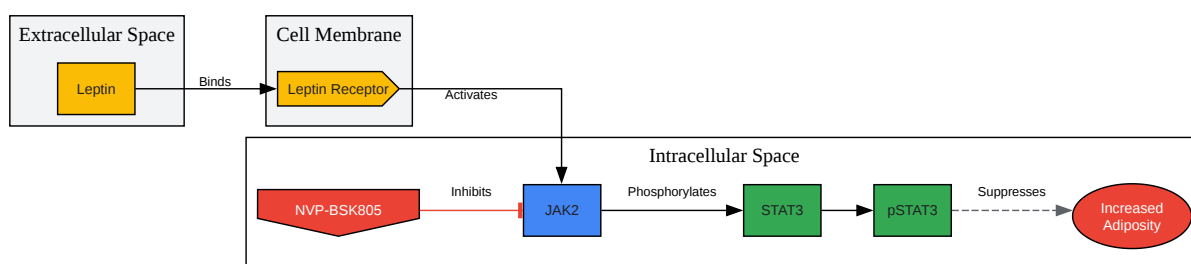 Extracellular Space
Cell Membrane
Leptin
Binds
Leptin Receptor
Activates
Intracellular Space
NVP-BSK805
Inhibits
JAK2
Phosphorylates
STAT3
pSTAT3
Suppresses
Increased
Adiposity